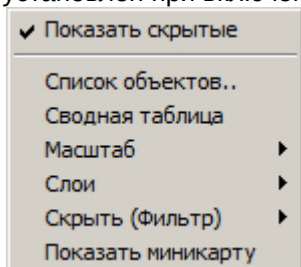 Показать скрытые
Список объектов..
Сводная таблица
Масштаб
Слои
Скрыть (Фильтр)
Показать миникарту